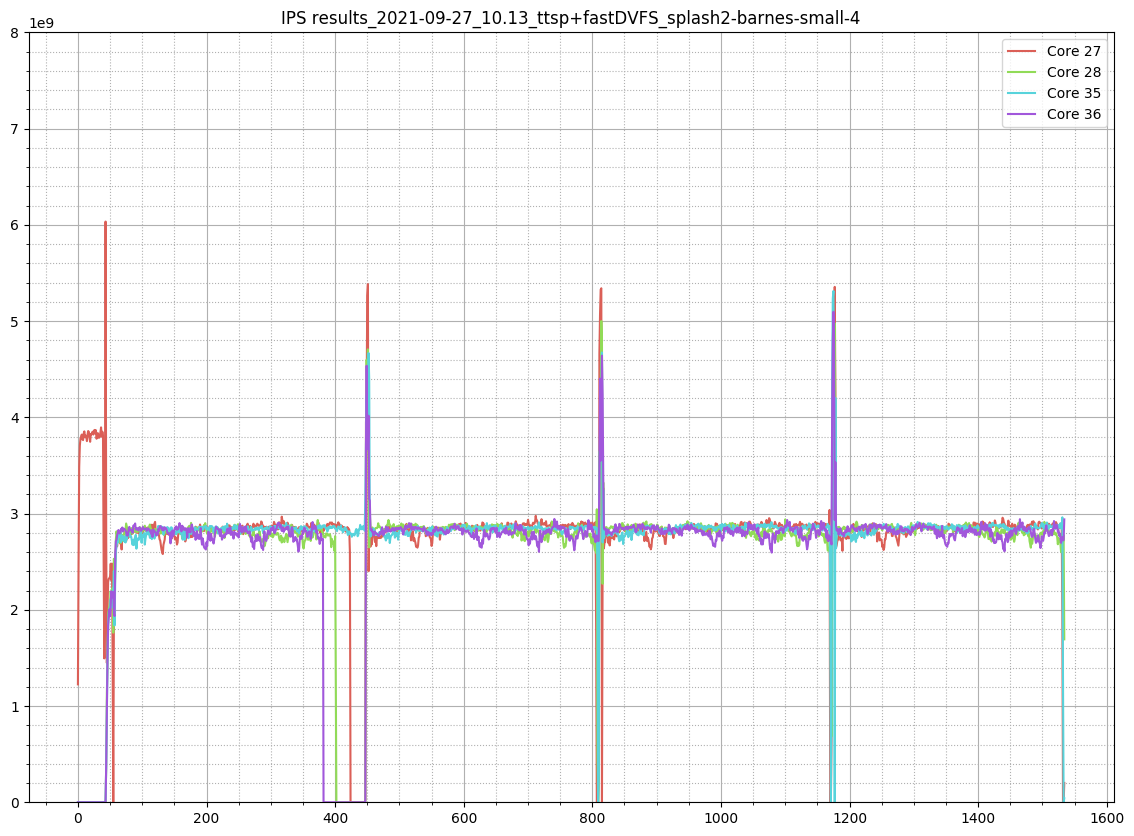 IPS results_2021-09-27_10.13_ttsp+fastDVFS_splash2-barnes-small-4
1e9
8
7
6
5
4
3
2
1
0
Core 27
Core 28
Core 35
Core 36
0 200 400 600 800 1000 1200 1400 1600